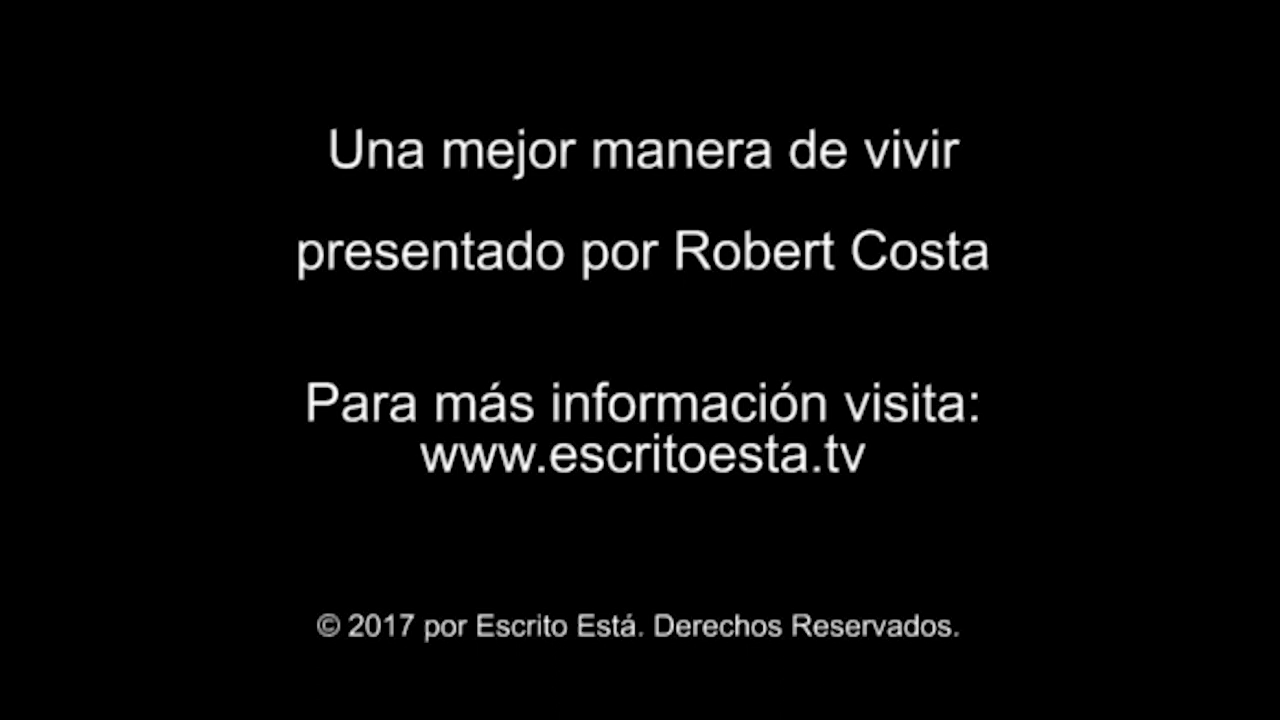 Una mejor manera de vivir
presentado por Robert Costa
Para más información visita:
www.escritoesta.tv
© 2017 por Escrito Está. Derechos Reservados.